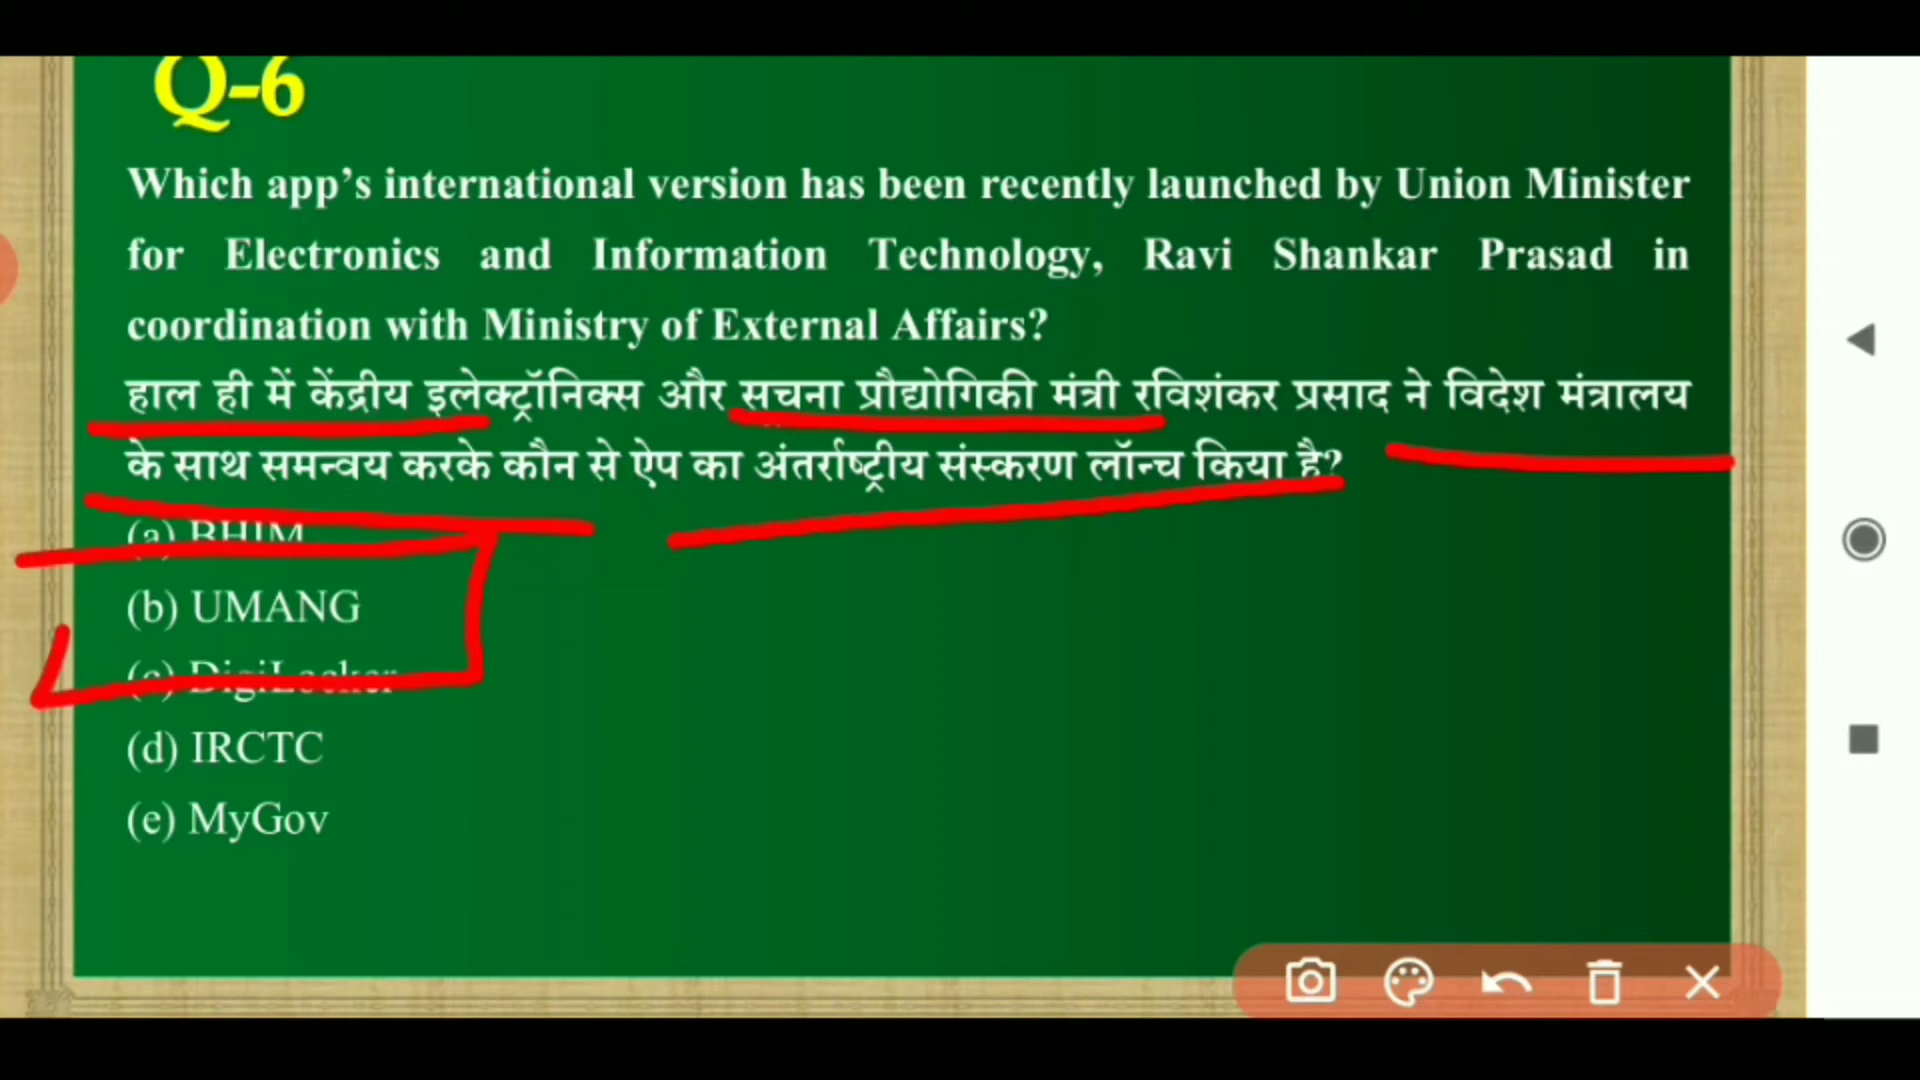 Q-6
Which app's international version has been recently launched by Union Minister
for Electronics and Information Technology, Ravi Shankar Prasad in
coordination with Ministry of External Affairs?
हाल ही में केंद्रीय इलेक्ट्रॉनिक्स और सूचना प्रौद्योगिकी मंत्री रविशंकर प्रसाद ने विदेश मंत्रालय
के साथ समन्वय करके कौन से ऐप का अंतर्राष्ट्रीय संस्करण लॉन्च किया है?
(a) BHIM
(b) UMANG
(c) DigiLocker
(d) IRCTC
(e) MyGov